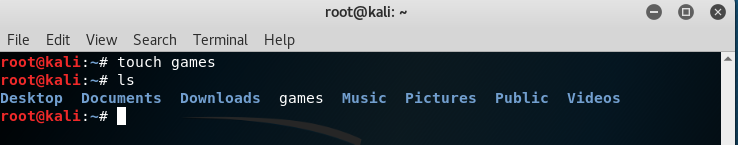 root@kali: ~
File Edit View Search Terminal Help
root@kali:~# touch games
root@kali:~# ls
Desktop Documents Downloads games Music Pictures Public Videos
root@kali:~#